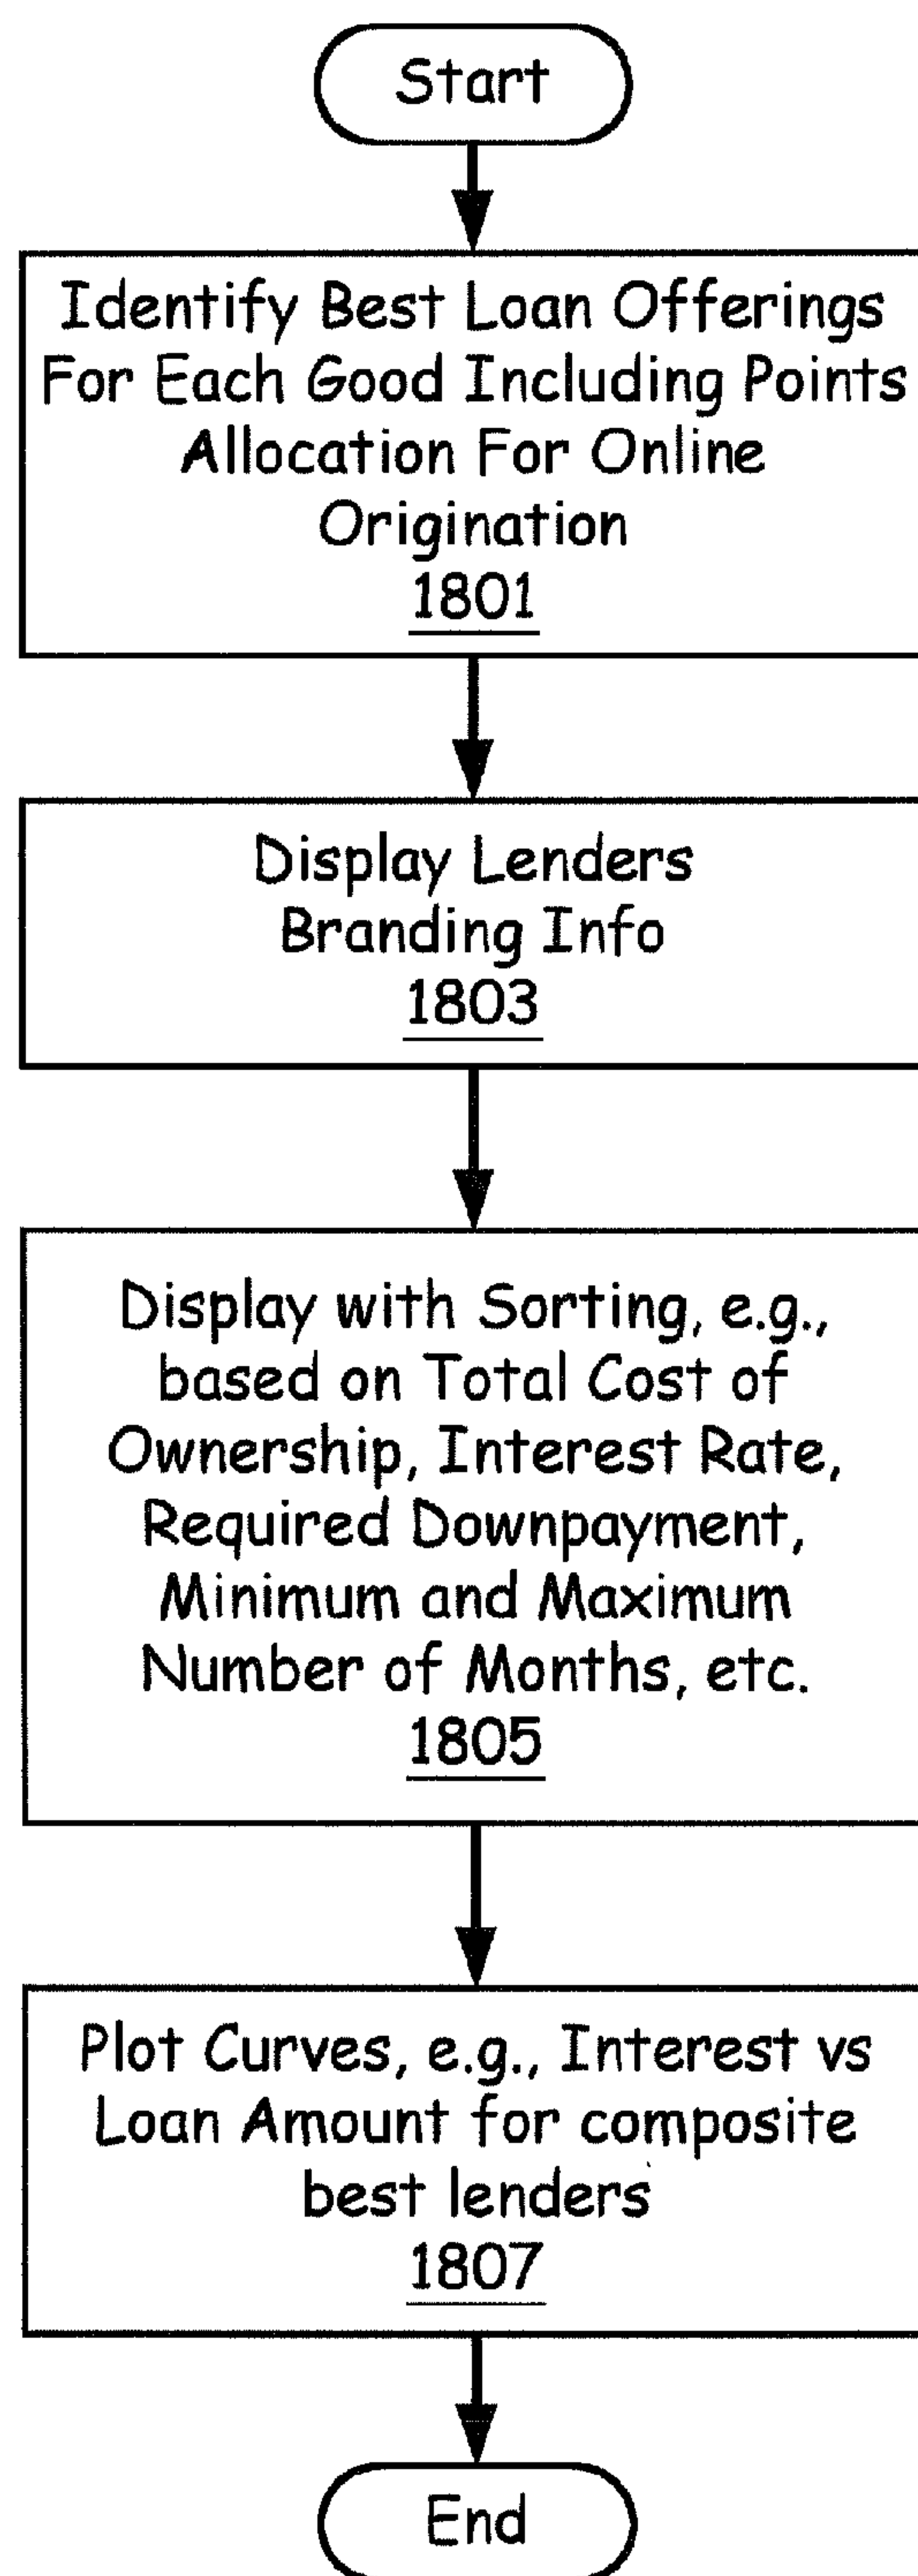 Start
Identify Best Loan Offerings
For Each Good Including Points
Allocation For Online
Origination
1801
Display Lenders
Branding Info
1803
Display with Sorting, e.g.,
based on Total Cost of
Ownership, Interest Rate,
Required Downpayment,
Minimum and Maximum
Number of Months, etc.
1805
Plot Curves, e.g., Interest vs
Loan Amount for composite
best lenders
1807
End